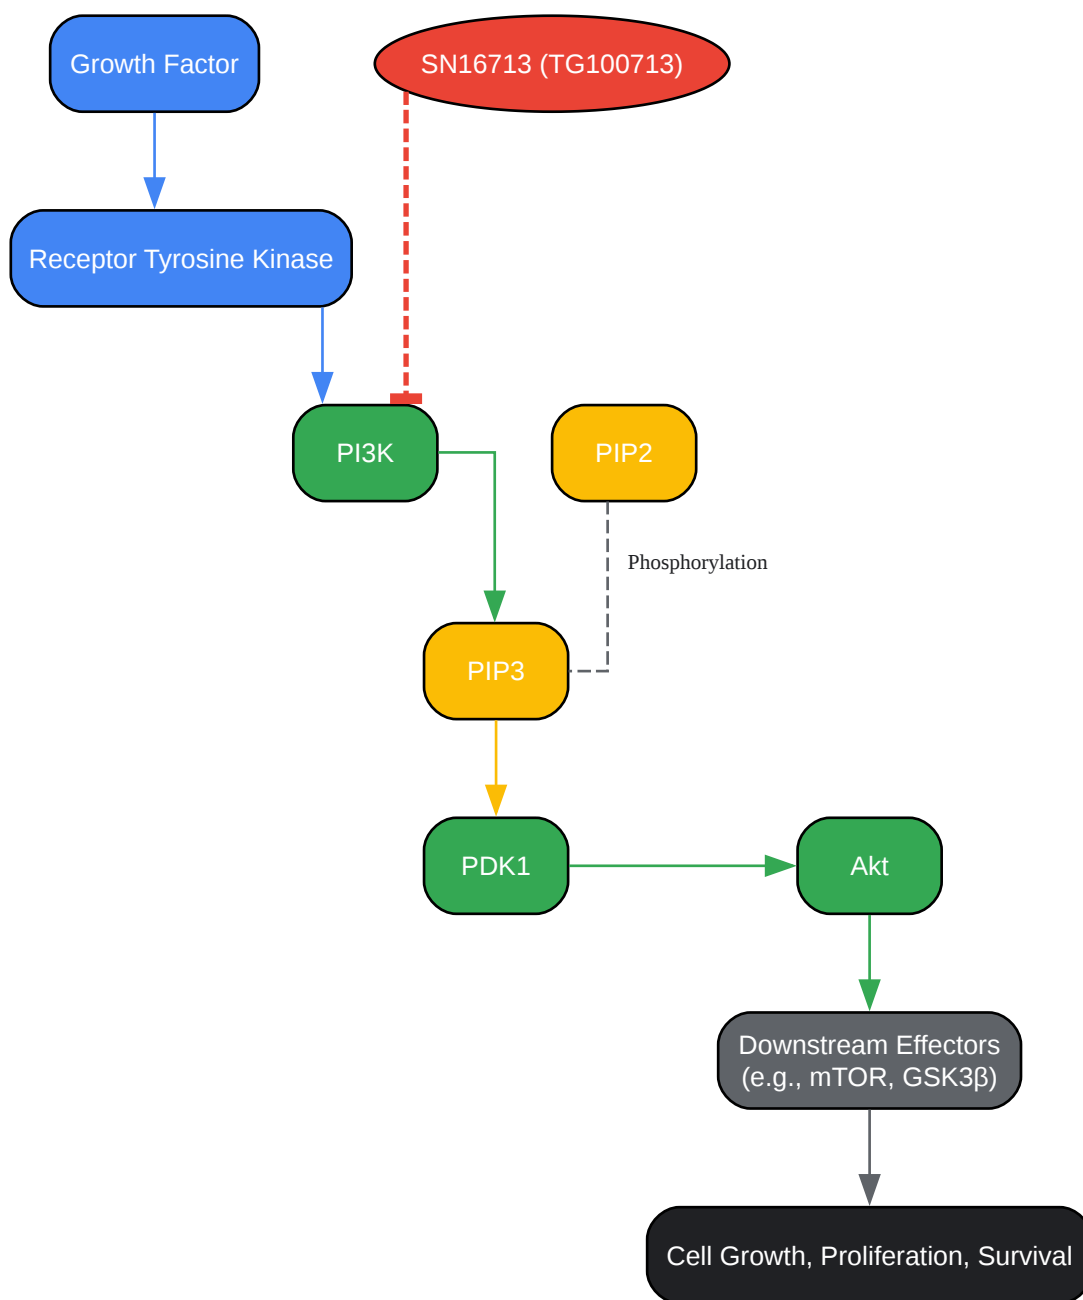 Growth Factor
SN16713 (TG100713)
Receptor Tyrosine Kinase
PI3K
PIP2
Phosphorylation
PIP3
PDK1
Akt
Downstream Effectors
(e.g., mTOR, GSK3β)
Cell Growth, Proliferation, Survival